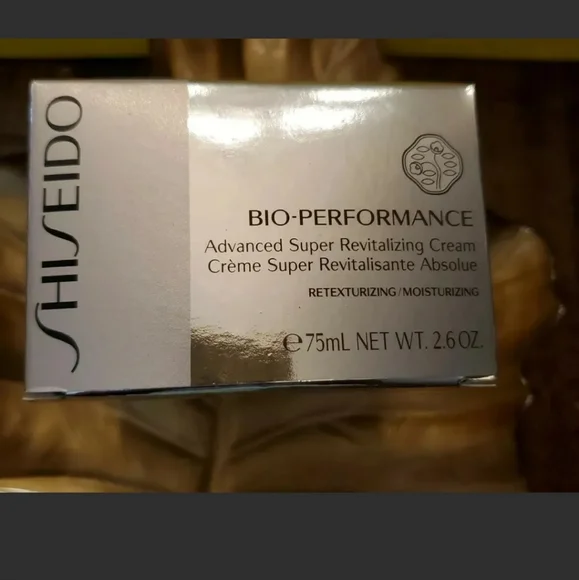 SHISEIDO
BIO-PERFORMANCE
Advanced Super Revitalizing Cream
Crème Super Revitalisante Absolue
RETEXTURIZING/MOISTURIZING
℮75mL NET WT. 2.6 OZ.